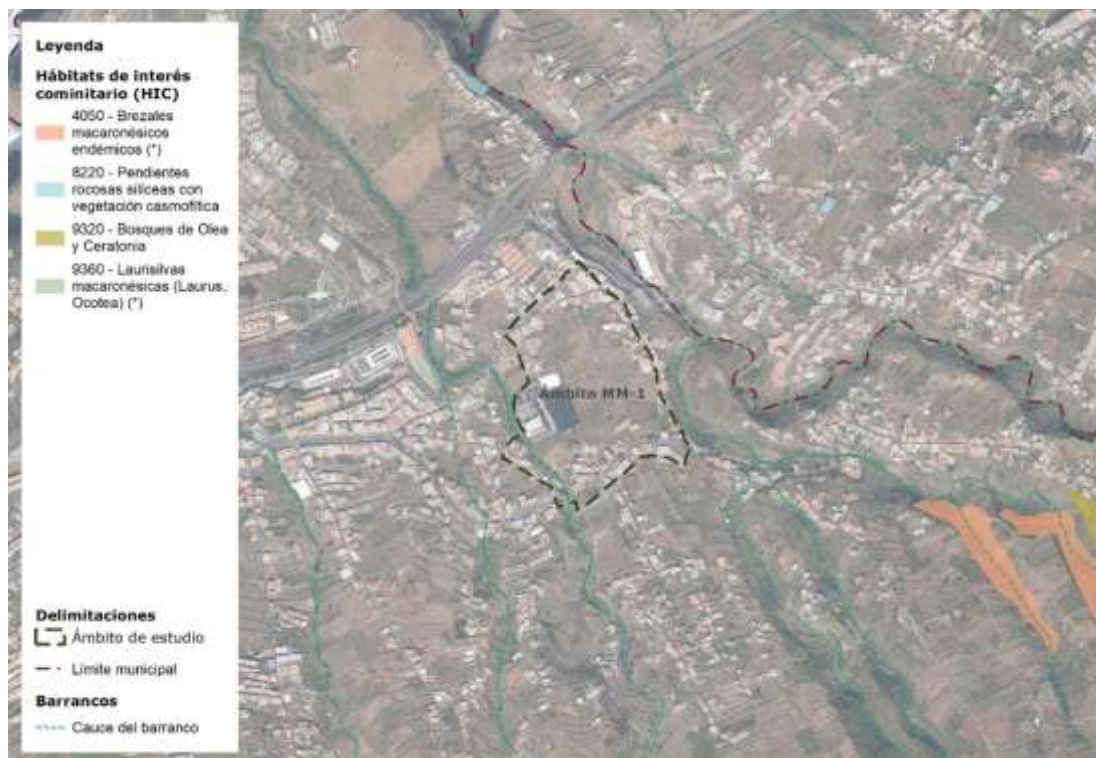 Leyenda
Hábitats de interés
cominitario (HIC)
4050 - Brezales
macaronésicos
endémicos (*)
8220 - Pendientes
rocosas silíceas con
vegetación casmofítica
9320 - Bosques de Olea
y Ceratonia
9360 - Laurisilvas
macaronésicas (Laurus,
Ocotea) (*)
Ámbito MM-1
Delimitaciones
Ámbito de estudio
Límite municipal
Barrancos
Cauce del barranco